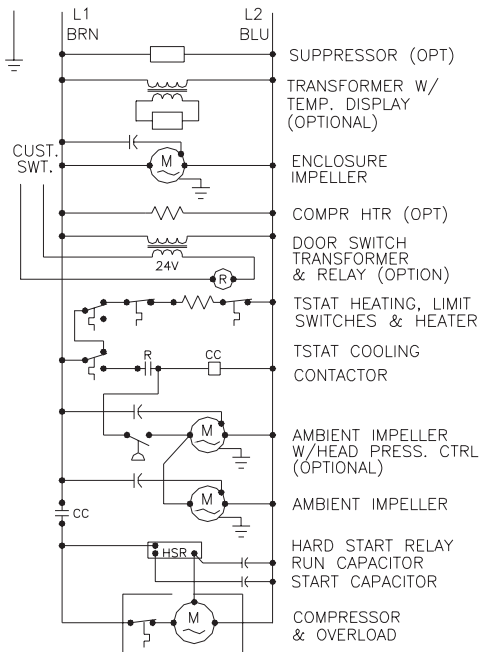 L1 L2
BRN BLU
SUPPRESSOR (OPT)
TRANSFORMER W/
TEMP. DISPLAY
(OPTIONAL)
CUST.
SWT.
M
ENCLOSURE
IMPELLER
COMPR HTR (OPT)
24V
R
DOOR SWITCH
TRANSFORMER
& RELAY (OPTION)
TSTAT HEATING, LIMIT
SWITCHES & HEATER
R CC
TSTAT COOLING
CONTACTOR
M
AMBIENT IMPELLER
W/HEAD PRESS. CTRL
(OPTIONAL)
M
AMBIENT IMPELLER
CC
HSR
HARD START RELAY
RUN CAPACITOR
START CAPACITOR
M
COMPRESSOR
& OVERLOAD